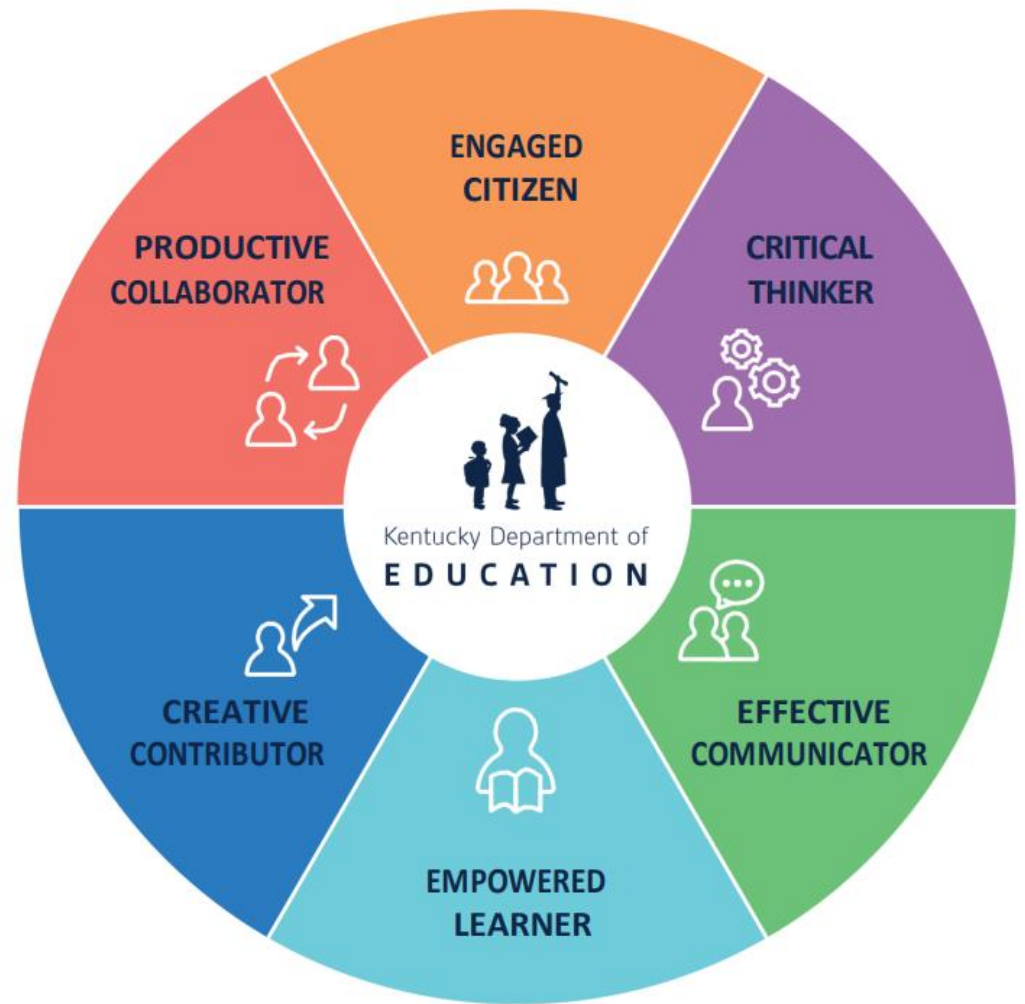 ENGAGED
CITIZEN
CRITICAL
THINKER
EFFECTIVE
COMMUNICATOR
EMPOWERED
LEARNER
CREATIVE
CONTRIBUTOR
PRODUCTIVE
COLLABORATOR
Kentucky Department of
EDUCATION